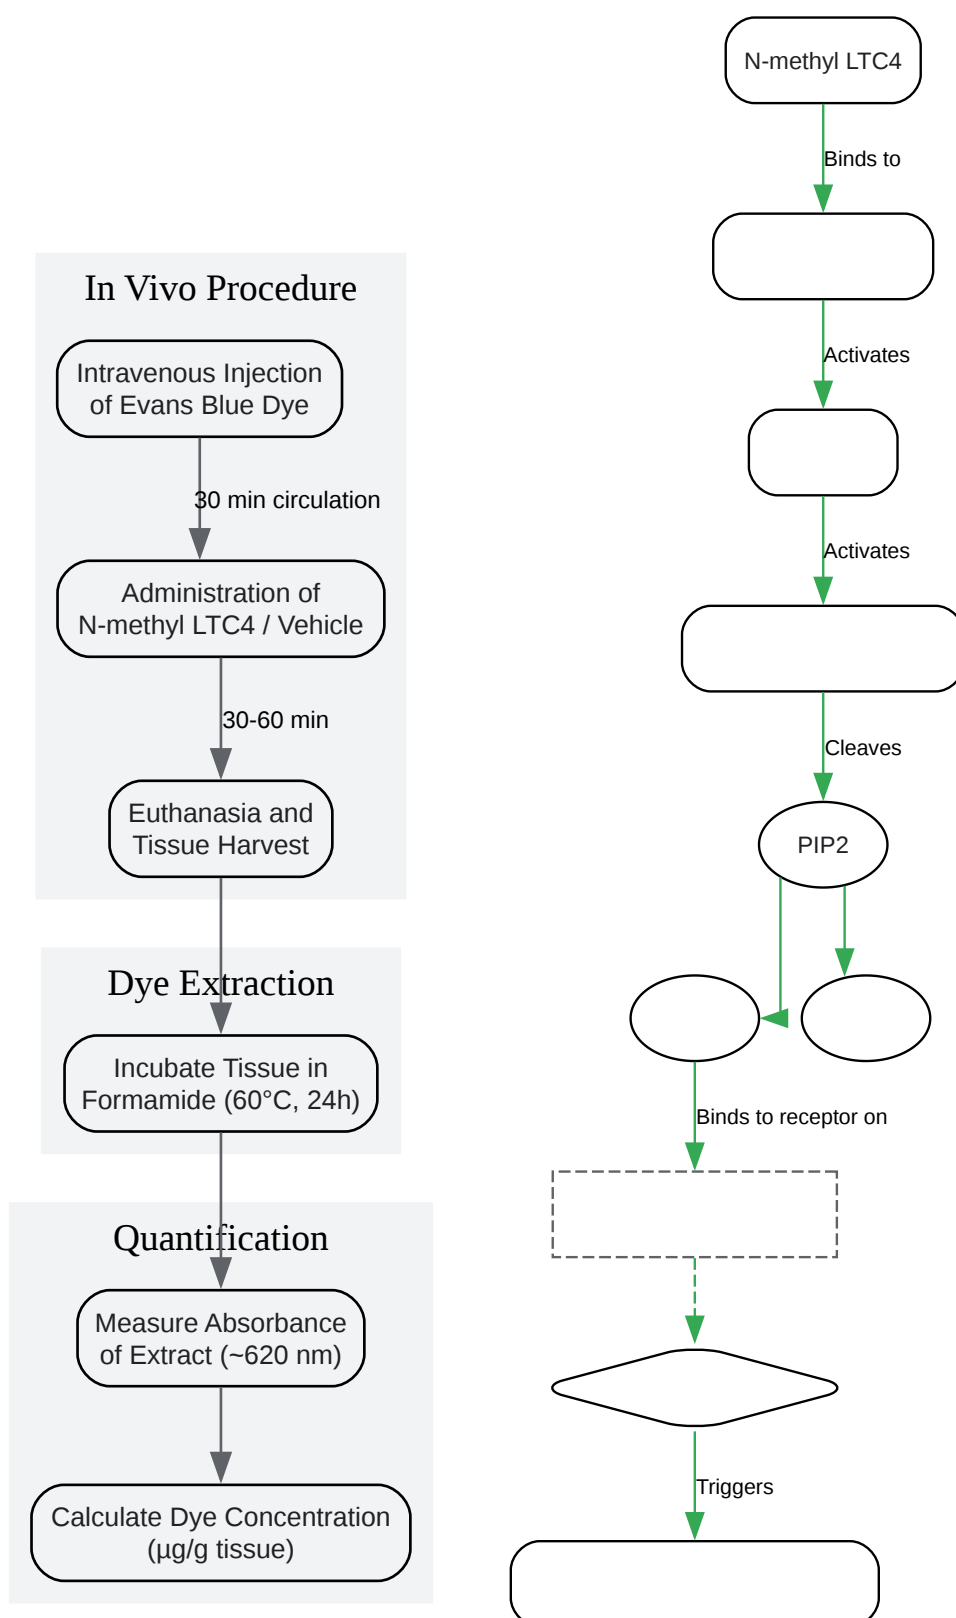 In Vivo Procedure
Intravenous Injection
of Evans Blue Dye
30 min circulation
Administration of
N-methyl LTC4 / Vehicle
30-60 min
Euthanasia and
Tissue Harvest
Dye Extraction
Incubate Tissue in
Formamide (60°C, 24h)
Quantification
Measure Absorbance
of Extract (~620 nm)
Calculate Dye Concentration
(µg/g tissue)
N-methyl LTC4
Binds to
Activates
Activates
Cleaves
PIP2
Binds to receptor on
Triggers